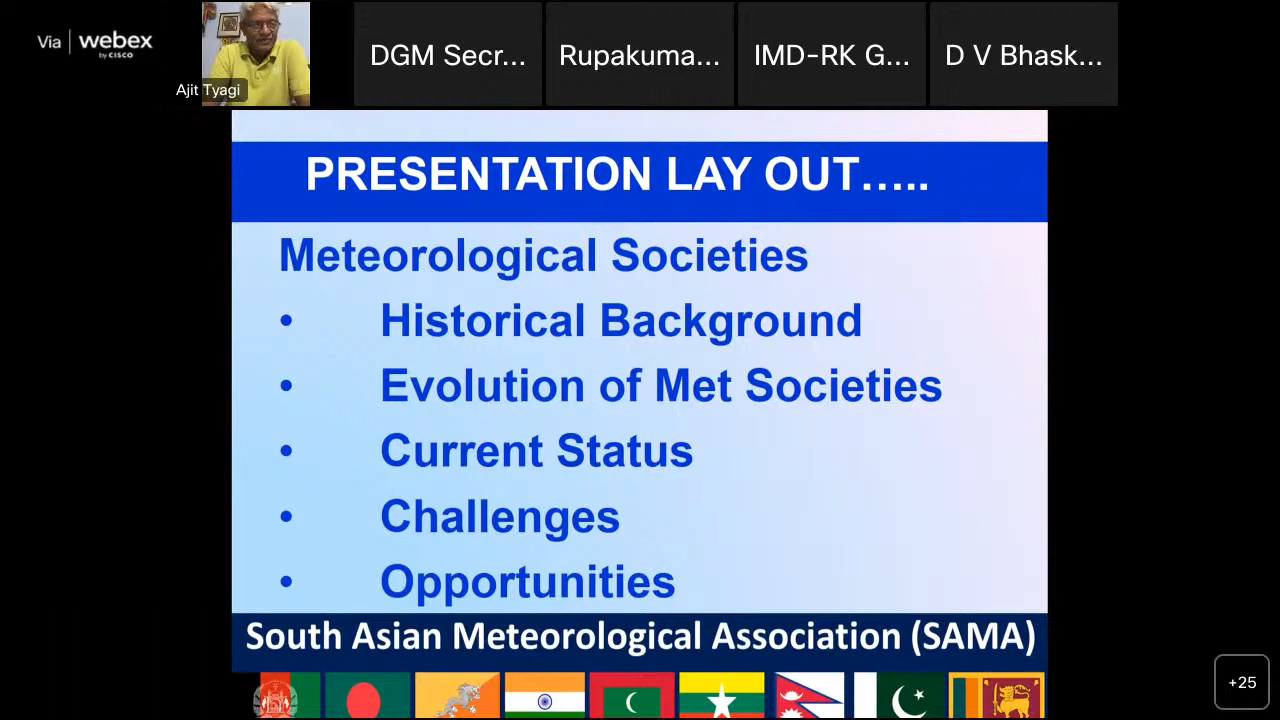 Via webex
by CISCO
Ajit Tyagi
DGM Secr...
Rupakuma...
IMD-RK G...
D V Bhask...
PRESENTATION LAY OUT.....
Meteorological Societies
• Historical Background
• Evolution of Met Societies
• Current Status
• Challenges
• Opportunities
South Asian Meteorological Association (SAMA)
+25